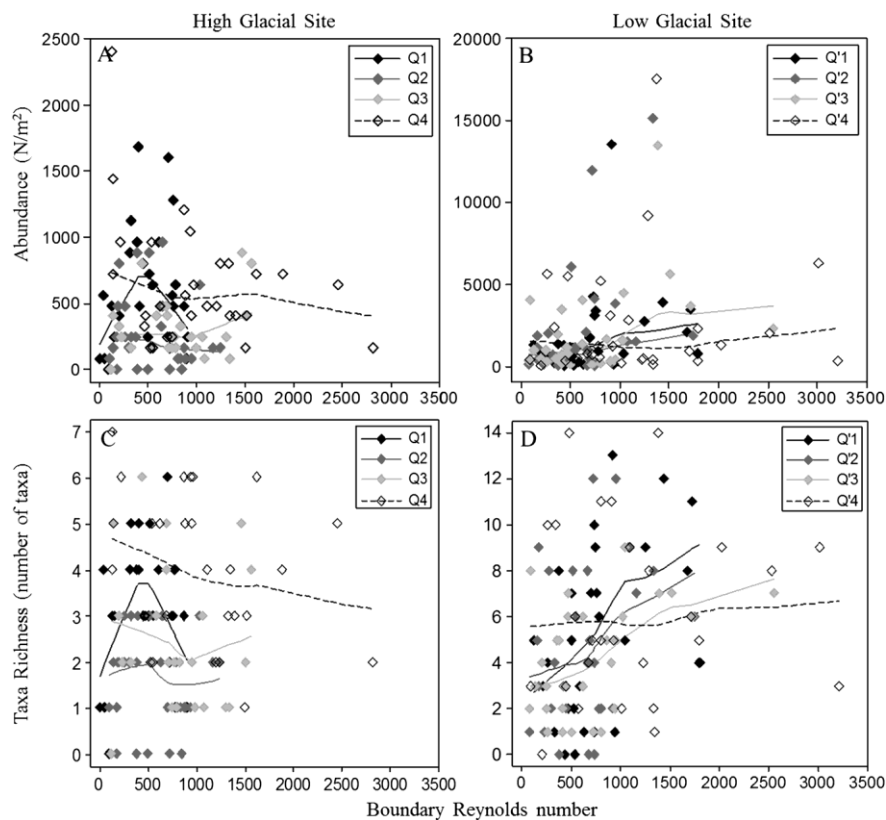 High Glacial Site
Low Glacial Site
Abundance (N/m²)
A
2500
2000
1500
1000
500
0
0 500 1000 1500 2000 2500 3000 3500
Q1
Q2
Q3
Q4
B
20000
15000
10000
5000
0
0 500 1000 1500 2000 2500 3000 3500
Q'1
Q'2
Q'3
Q'4
Taxa Richness (number of taxa)
C
7
6
5
4
3
2
1
0
0 500 1000 1500 2000 2500 3000 3500
Q1
Q2
Q3
Q4
D
14
12
10
8
6
4
2
0
0 500 1000 1500 2000 2500 3000 3500
Q'1
Q'2
Q'3
Q'4
Boundary Reynolds number